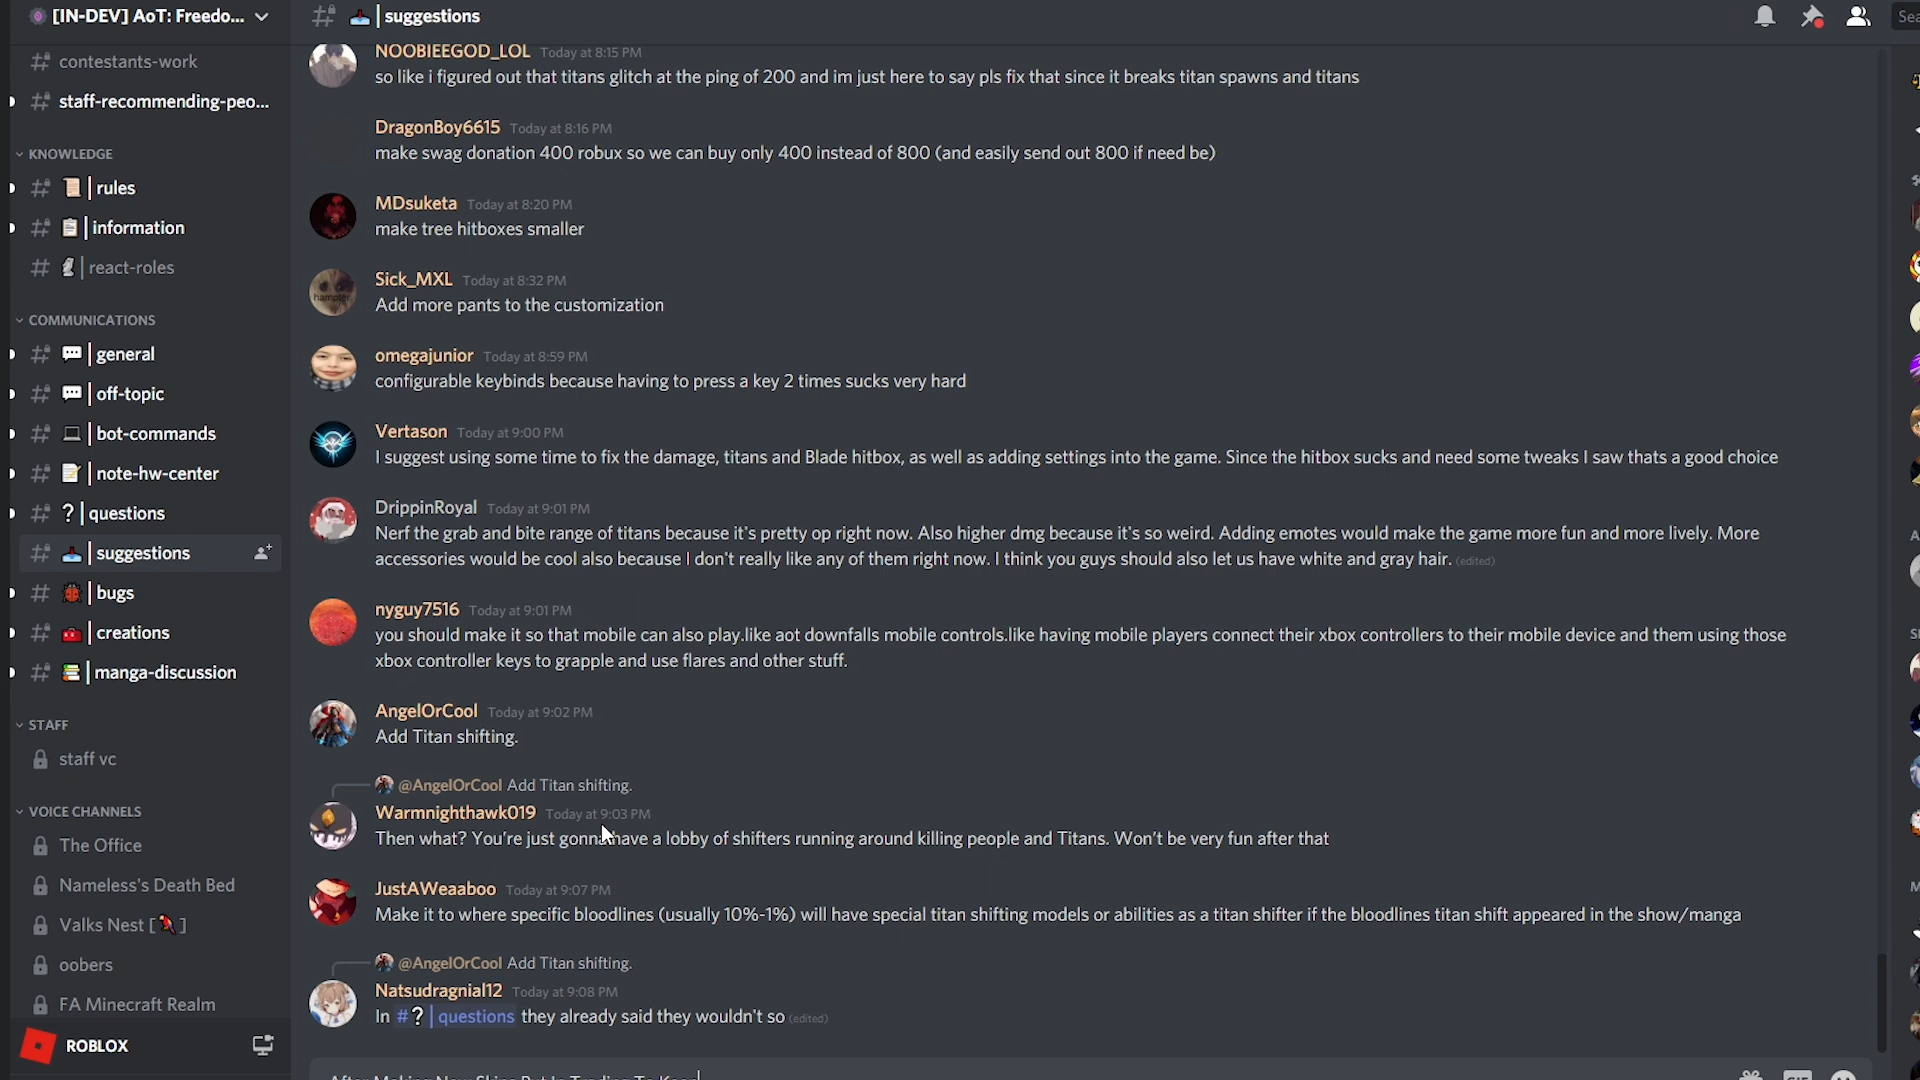 [IN-DEV] AoT: Freedo...
contestants-work
staff-recommending-peo...
KNOWLEDGE
rules
information
react-roles
COMMUNICATIONS
general
off-topic
bot-commands
note-hw-center
?|questions
suggestions
bugs
creations
manga-discussion
STAFF
staff vc
VOICE CHANNELS
The Office
Nameless's Death Bed
Valks Nest [🦜]
oobers
FA Minecraft Realm
ROBLOX
suggestions
NOOBIEEGOD_LOL Today at 8:15 PM
so like i figured out that titans glitch at the ping of 200 and im just here to say pls fix that since it breaks titan spawns and titans
DragonBoy6615 Today at 8:16 PM
make swag donation 400 robux so we can buy only 400 instead of 800 (and easily send out 800 if need be)
MDsuketa Today at 8:20 PM
make tree hitboxes smaller
hampter
Sick_MXL Today at 8:32 PM
Add more pants to the customization
omegajunior Today at 8:59 PM
configurable keybinds because having to press a key 2 times sucks very hard
Vertason Today at 9:00 PM
I suggest using some time to fix the damage, titans and Blade hitbox, as well as adding settings into the game. Since the hitbox sucks and need some tweaks I saw thats a good choice
DrippinRoyal Today at 9:01 PM
Nerf the grab and bite range of titans because it's pretty op right now. Also higher dmg because it's so weird. Adding emotes would make the game more fun and more lively. More
accessories would be cool also because I don't really like any of them right now. I think you guys should also let us have white and gray hair. (edited)
nyguy7516 Today at 9:01 PM
you should make it so that mobile can also play.like aot downfalls mobile controls.like having mobile players connect their xbox controllers to their mobile device and them using those
xbox controller keys to grapple and use flares and other stuff.
AngelOrCool Today at 9:02 PM
Add Titan shifting.
@AngelOrCool Add Titan shifting.
Warmnighthawk019 Today at 9:03 PM
Then what? You're just gonna have a lobby of shifters running around killing people and Titans. Won't be very fun after that
JustAWeaaboo Today at 9:07 PM
Make it to where specific bloodlines (usually 10%-1%) will have special titan shifting models or abilities as a titan shifter if the bloodlines titan shift appeared in the show/manga
@AngelOrCool Add Titan shifting.
Natsudragnial12 Today at 9:08 PM
In #?|questions they already said they wouldn't so (edited)
After Making New Skins Put In Trading To Keep
Sea
GIF